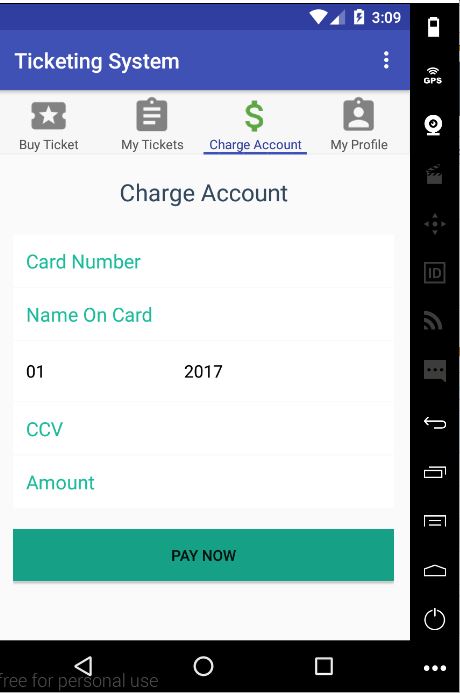 3:09
Ticketing System
GPS
Buy Ticket My Tickets Charge Account My Profile
Charge Account
ID
Card Number
Name On Card
01 2017
CCV
Amount
PAY NOW
free for personal use